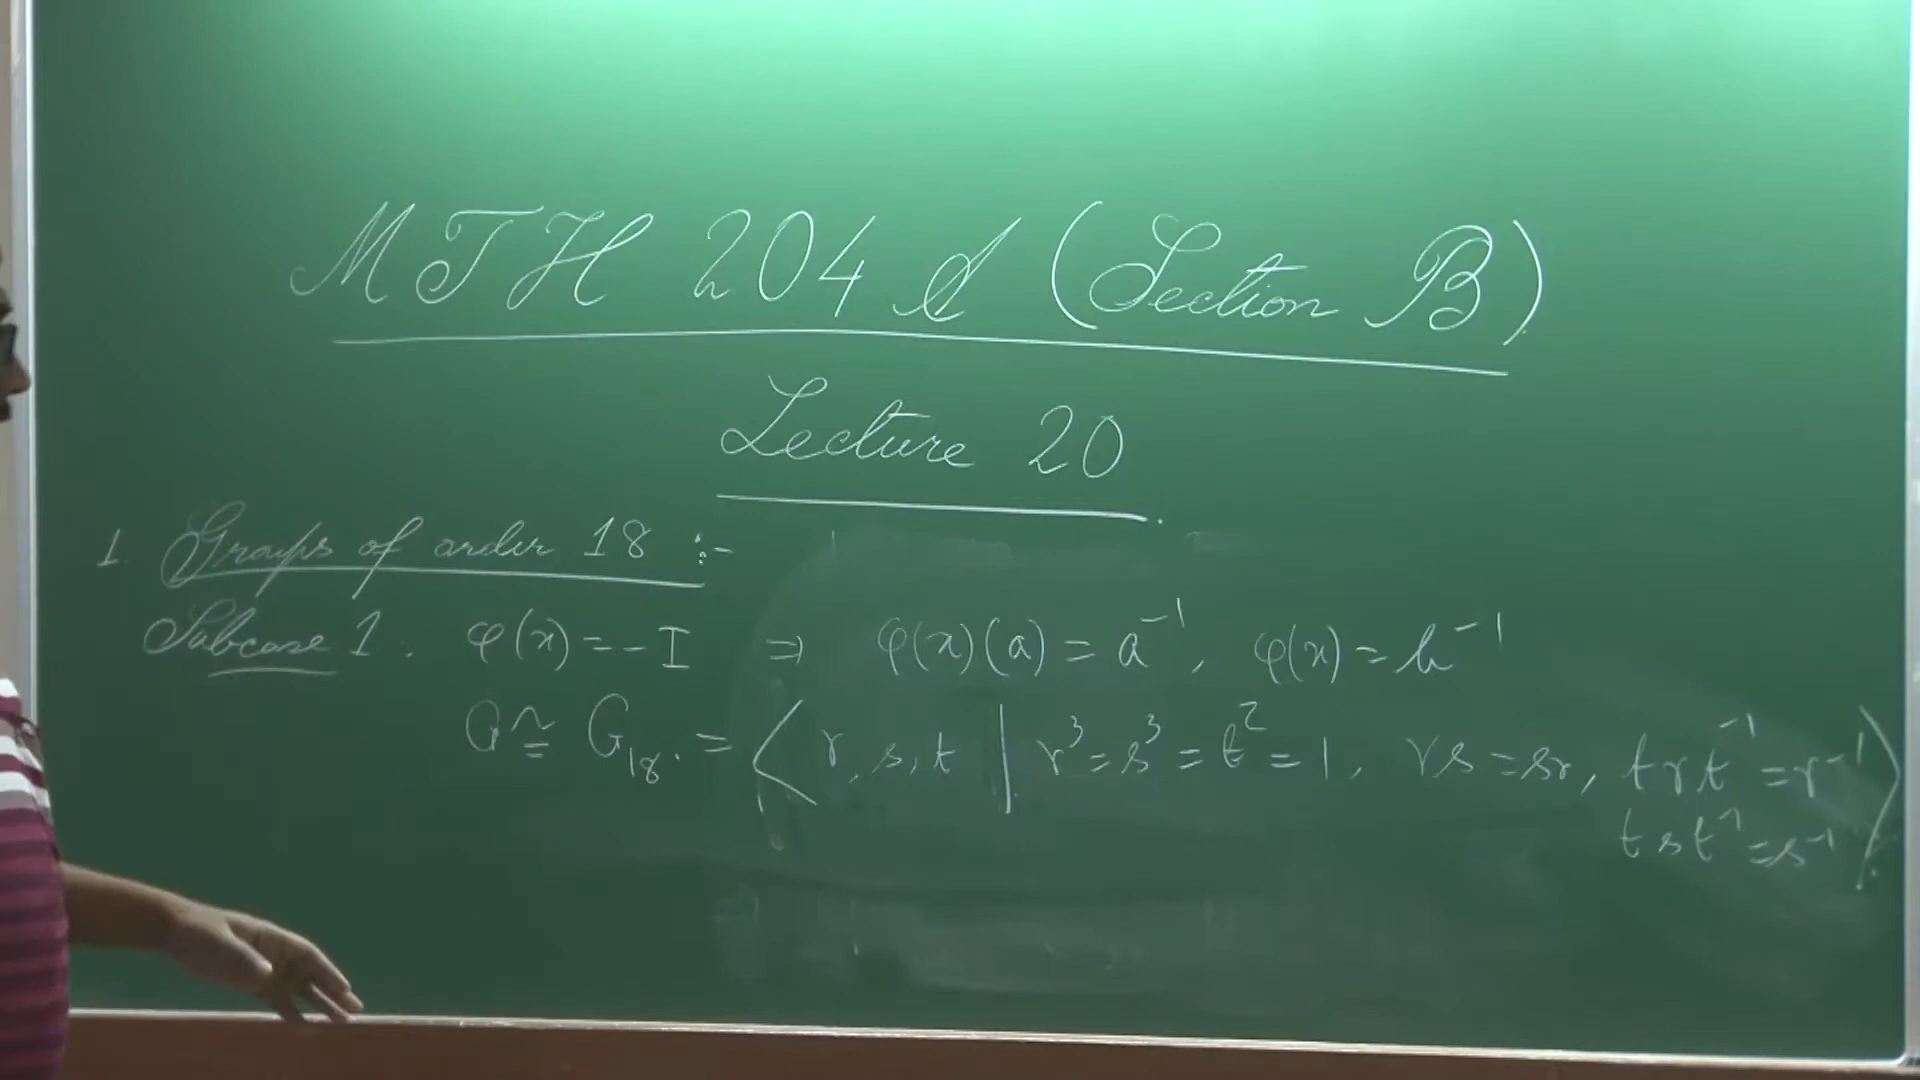 MTH 204 A (Section B)
Lecture 20
1. Groups of order 18 :-
Subcase 1. φ(x) = -I ⇒ φ(x)(a) = a⁻¹, φ(x) = b⁻¹
G ≅ G₁₈ = ⟨ r, s, t | r³ = s³ = t² = 1, rs = sr, trt⁻¹ = r⁻¹
tst⁻¹ = s⁻¹ ⟩